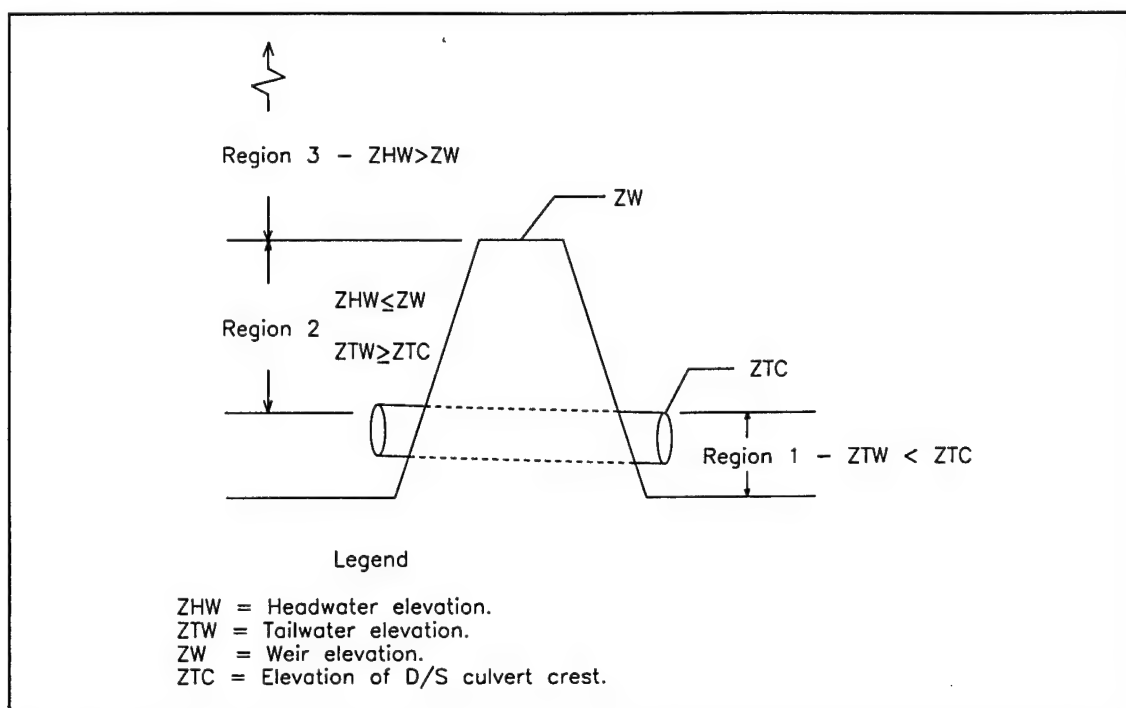 Region 3 – ZHW>ZW
ZW
ZHW≤ZW
Region 2
ZTW≥ZTC
ZTC
Region 1 – ZTW < ZTC
Legend
ZHW = Headwater elevation.
ZTW = Tailwater elevation.
ZW = Weir elevation.
ZTC = Elevation of D/S culvert crest.